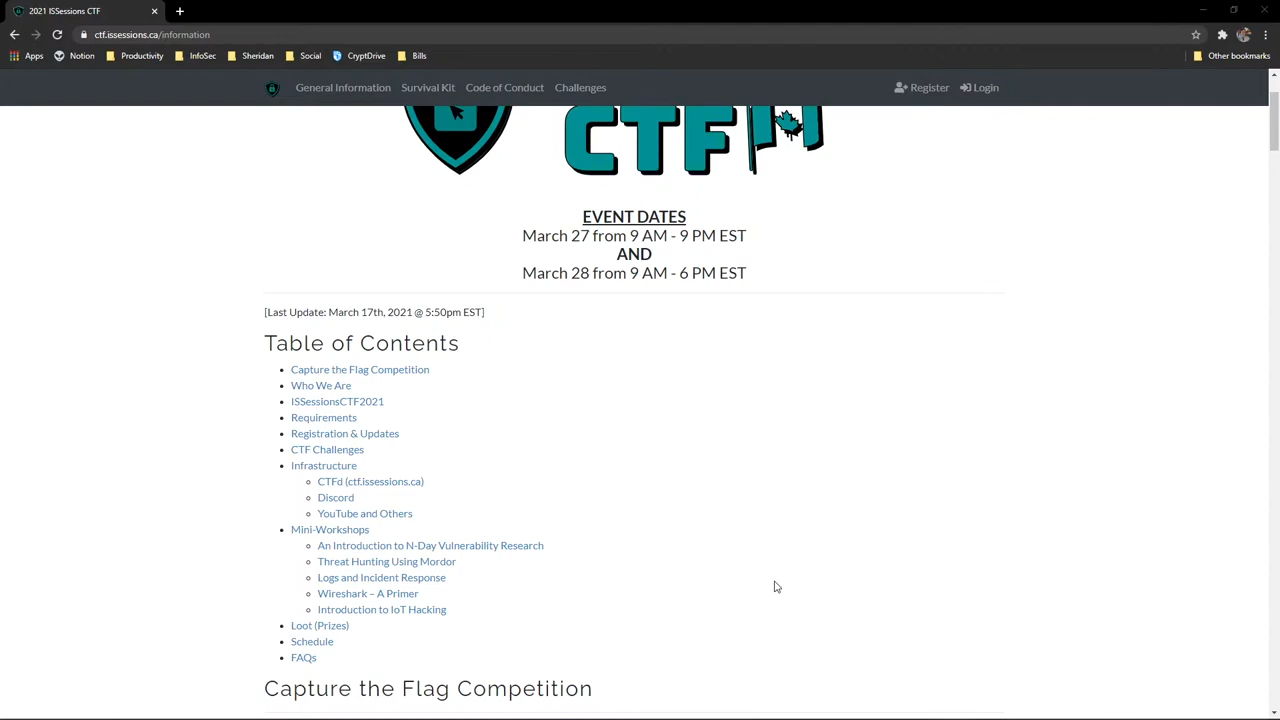 2021 ISSessions CTF
ctf.issessions.ca/information
Apps
Notion
Productivity
InfoSec
Sheridan
Social
CryptDrive
Bills
Other bookmarks
General Information
Survival Kit
Code of Conduct
Challenges
Register
Login
CTF
EVENT DATES
March 27 from 9 AM - 9 PM EST
AND
March 28 from 9 AM - 6 PM EST
[Last Update: March 17th, 2021 @ 5:50pm EST]
Table of Contents
Capture the Flag Competition
Who We Are
ISSessionsCTF2021
Requirements
Registration & Updates
CTF Challenges
Infrastructure
CTFd (ctf.issessions.ca)
Discord
YouTube and Others
Mini-Workshops
An Introduction to N-Day Vulnerability Research
Threat Hunting Using Mordor
Logs and Incident Response
Wireshark – A Primer
Introduction to IoT Hacking
Loot (Prizes)
Schedule
FAQs
Capture the Flag Competition